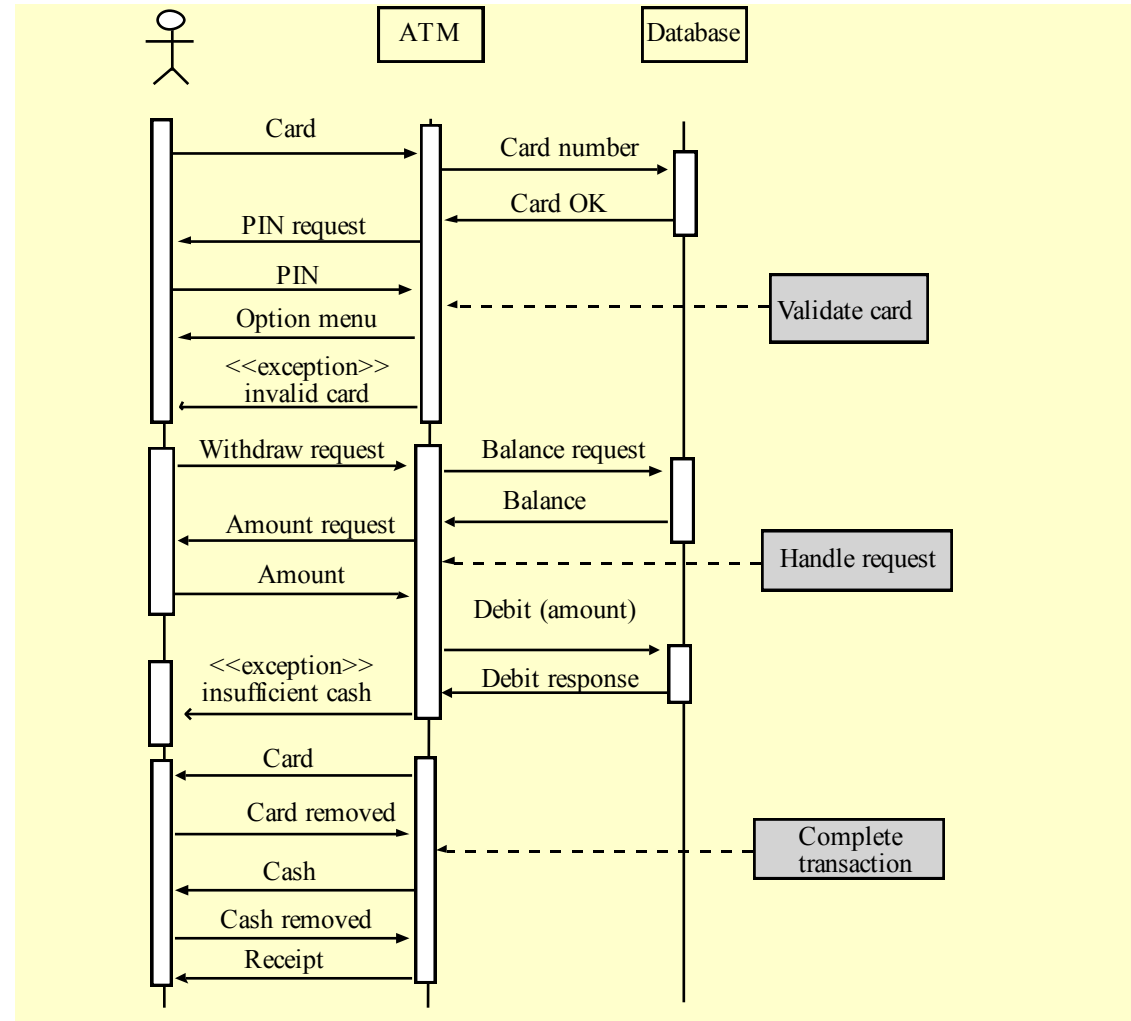 ATM
Database
Card
Card number
Card OK
PIN request
PIN
Validate card
Option menu
<<exception>>
invalid card
Withdraw request
Balance request
Balance
Amount request
Handle request
Amount
Debit (amount)
<<exception>>
insufficient cash
Debit response
Card
Card removed
Complete
transaction
Cash
Cash removed
Receipt